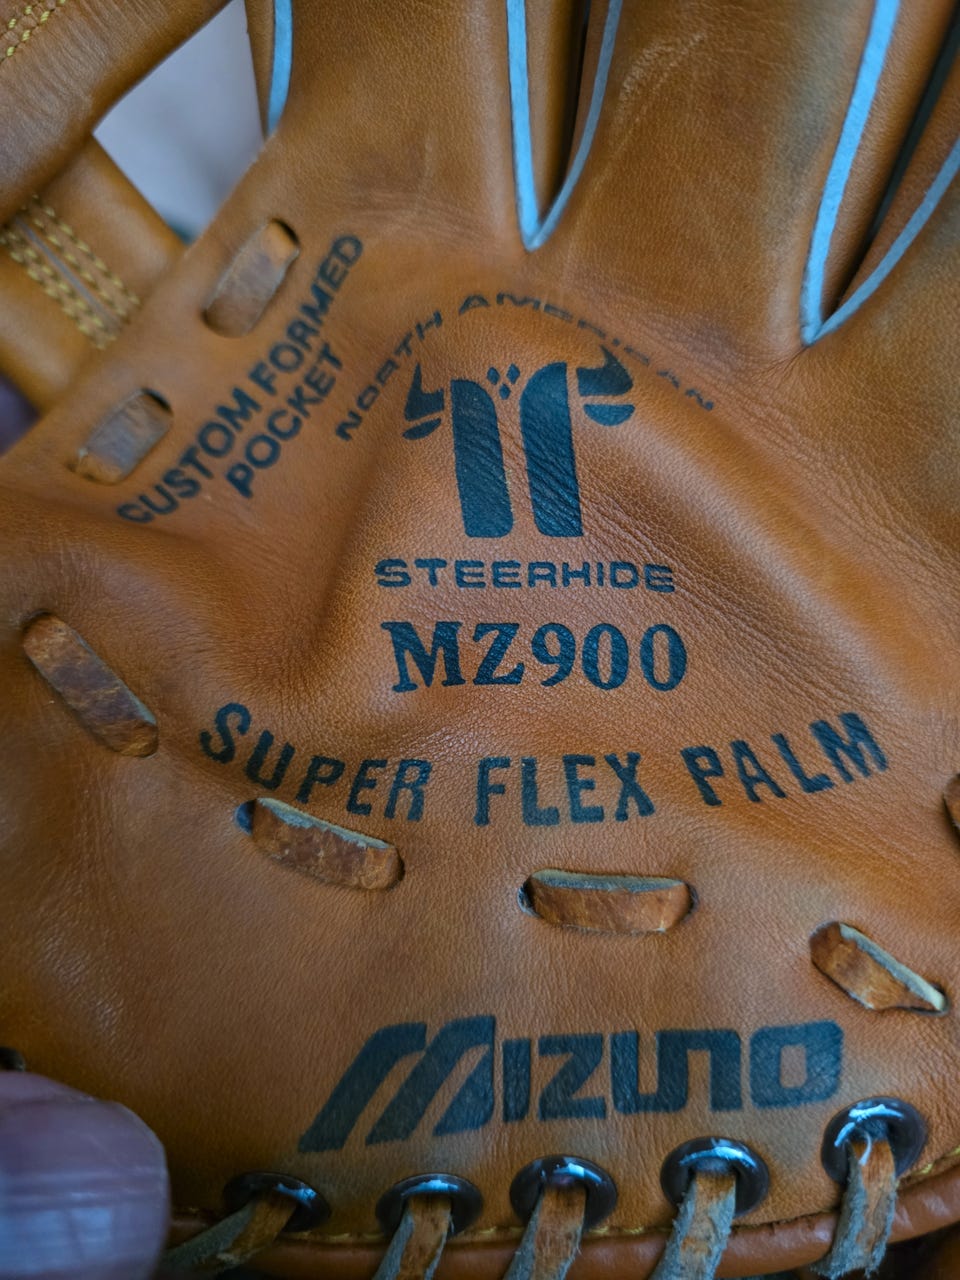 CUSTOM FORMED
POCKET
NORTH AMERICAN
STEERHIDE
MZ900
SUPER FLEX PALM
MIZUNO